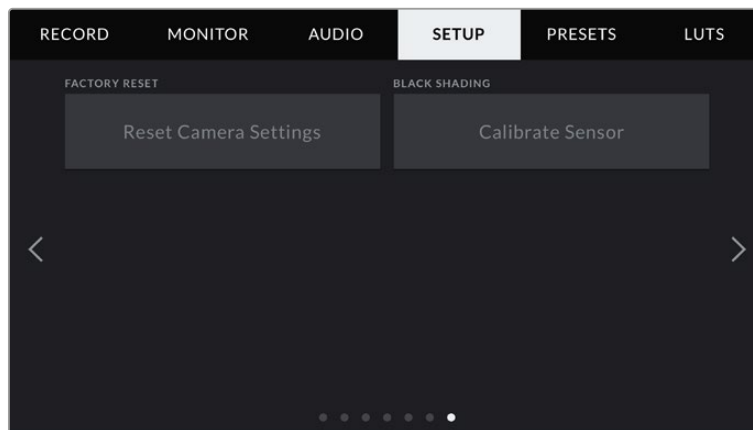 RECORD MONITOR AUDIO SETUP PRESETS LUTS
FACTORY RESET BLACK SHADING
Reset Camera Settings Calibrate Sensor